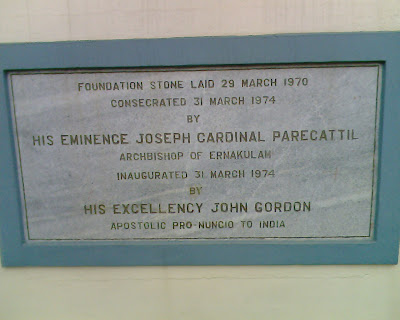 FOUNDATION STONE LAID 29 MARCH 1970
CONSECRATED 31 MARCH 1974
BY
HIS EMINENCE JOSEPH CARDINAL PARECATTIL
ARCHBISHOP OF ERNAKULAM
INAUGURATED 31 MARCH 1974
BY
HIS EXCELLENCY JOHN GORDON
APOSTOLIC PRO-NUNCIO TO INDIA